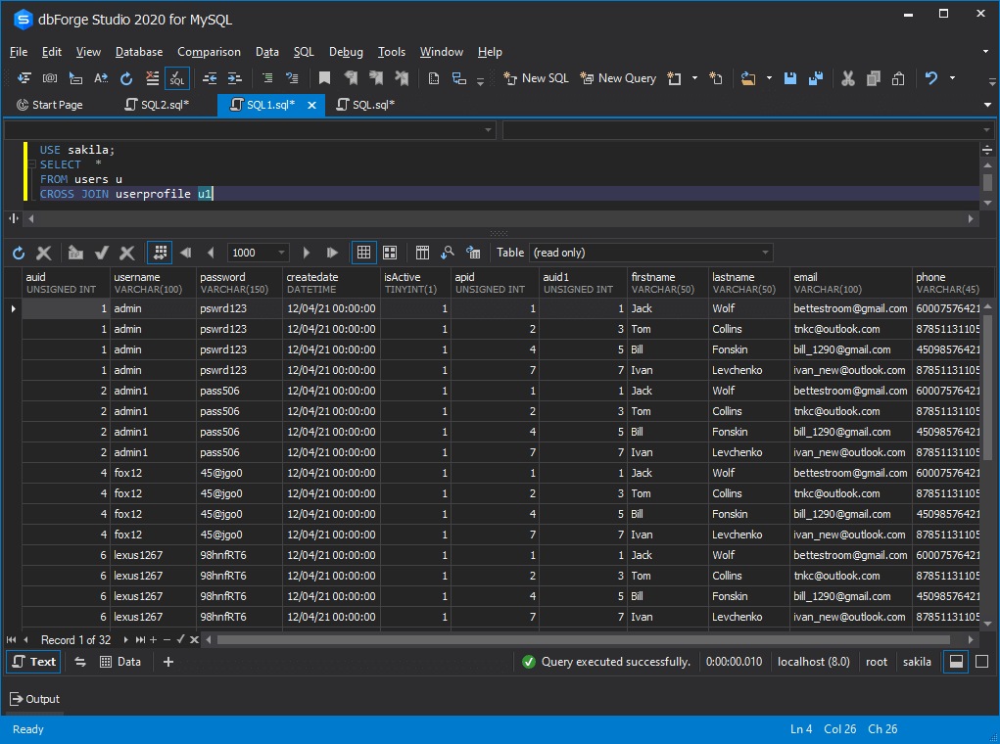 dbForge Studio 2020 for MySQL
File Edit View Database Comparison Data SQL Debug Tools Window Help
SQL New SQL New Query
Start Page SQL2.sql* SQL1.sql* SQL.sql*
USE sakila;
SELECT *
FROM users u
CROSS JOIN userprofile u1
1000 Table (read only)
auid username password createdate isActive apid auid1 firstname lastname email phone
UNSIGNED INT VARCHAR(100) VARCHAR(150) DATETIME TINYINT(1) UNSIGNED INT UNSIGNED INT VARCHAR(50) VARCHAR(50) VARCHAR(100) VARCHAR(45)
1 admin pswrd123 12/04/21 00:00:00 1 1 1 Jack Wolf bettestroom@gmail.com 60007576421
1 admin pswrd123 12/04/21 00:00:00 1 2 3 Tom Collins tnkc@outlook.com 87851131105
1 admin pswrd123 12/04/21 00:00:00 1 4 5 Bill Fonskin bill_1290@gmail.com 45098576421
1 admin pswrd123 12/04/21 00:00:00 1 7 7 Ivan Levchenko ivan_new@outlook.com 87851131105
2 admin1 pass506 12/04/21 00:00:00 1 1 1 Jack Wolf bettestroom@gmail.com 60007576421
2 admin1 pass506 12/04/21 00:00:00 1 2 3 Tom Collins tnkc@outlook.com 87851131105
2 admin1 pass506 12/04/21 00:00:00 1 4 5 Bill Fonskin bill_1290@gmail.com 45098576421
2 admin1 pass506 12/04/21 00:00:00 1 7 7 Ivan Levchenko ivan_new@outlook.com 87851131105
4 fox12 45@jgo0 12/04/21 00:00:00 1 1 1 Jack Wolf bettestroom@gmail.com 60007576421
4 fox12 45@jgo0 12/04/21 00:00:00 1 2 3 Tom Collins tnkc@outlook.com 87851131105
4 fox12 45@jgo0 12/04/21 00:00:00 1 4 5 Bill Fonskin bill_1290@gmail.com 45098576421
4 fox12 45@jgo0 12/04/21 00:00:00 1 7 7 Ivan Levchenko ivan_new@outlook.com 87851131105
6 lexus1267 98hnfRT6 12/04/21 00:00:00 1 1 1 Jack Wolf bettestroom@gmail.com 60007576421
6 lexus1267 98hnfRT6 12/04/21 00:00:00 1 2 3 Tom Collins tnkc@outlook.com 87851131105
6 lexus1267 98hnfRT6 12/04/21 00:00:00 1 4 5 Bill Fonskin bill_1290@gmail.com 45098576421
6 lexus1267 98hnfRT6 12/04/21 00:00:00 1 7 7 Ivan Levchenko ivan_new@outlook.com 87851131105
Record 1 of 32
Text Data Query executed successfully. 0:00:00.010 localhost (8.0) root sakila
Output
Ready Ln 4 Col 26 Ch 26